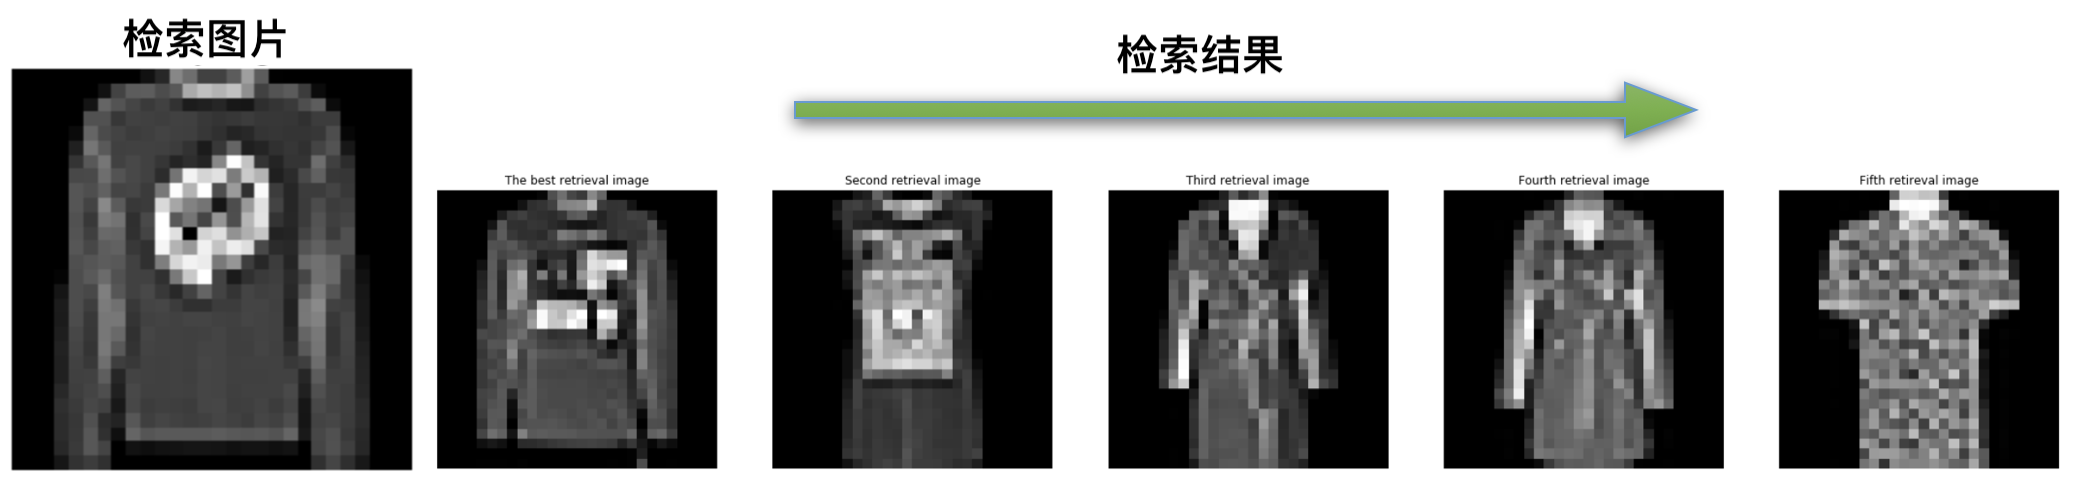 检索图片
检索结果
The best retrieval image
Second retrieval image
Third retrieval image
Fourth retrieval image
Fifth retireval image